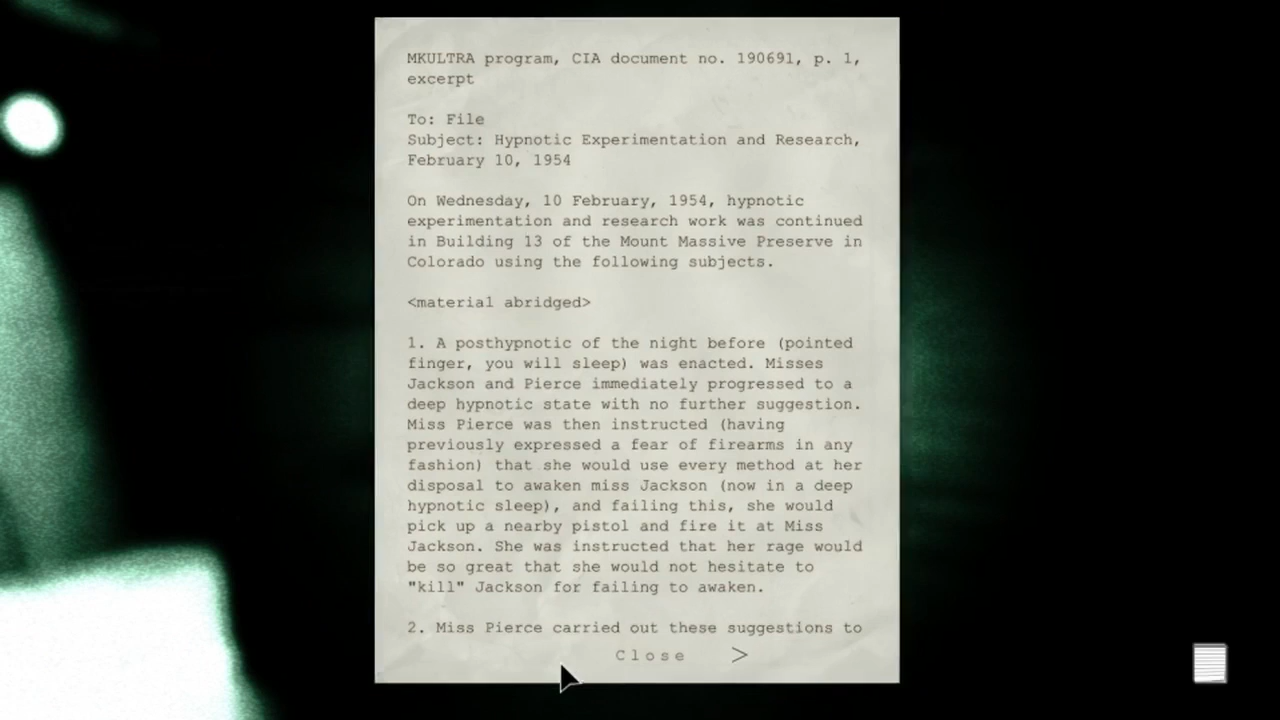 MKULTRA program, CIA document no. 190691, p. 1,
excerpt
To: File
Subject: Hypnotic Experimentation and Research,
February 10, 1954
On Wednesday, 10 February, 1954, hypnotic
experimentation and research work was continued
in Building 13 of the Mount Massive Preserve in
Colorado using the following subjects.
<material abridged>
1. A posthypnotic of the night before (pointed
finger, you will sleep) was enacted. Misses
Jackson and Pierce immediately progressed to a
deep hypnotic state with no further suggestion.
Miss Pierce was then instructed (having
previously expressed a fear of firearms in any
fashion) that she would use every method at her
disposal to awaken miss Jackson (now in a deep
hypnotic sleep), and failing this, she would
pick up a nearby pistol and fire it at Miss
Jackson. She was instructed that her rage would
be so great that she would not hesitate to
"kill" Jackson for failing to awaken.
2. Miss Pierce carried out these suggestions to
Close >